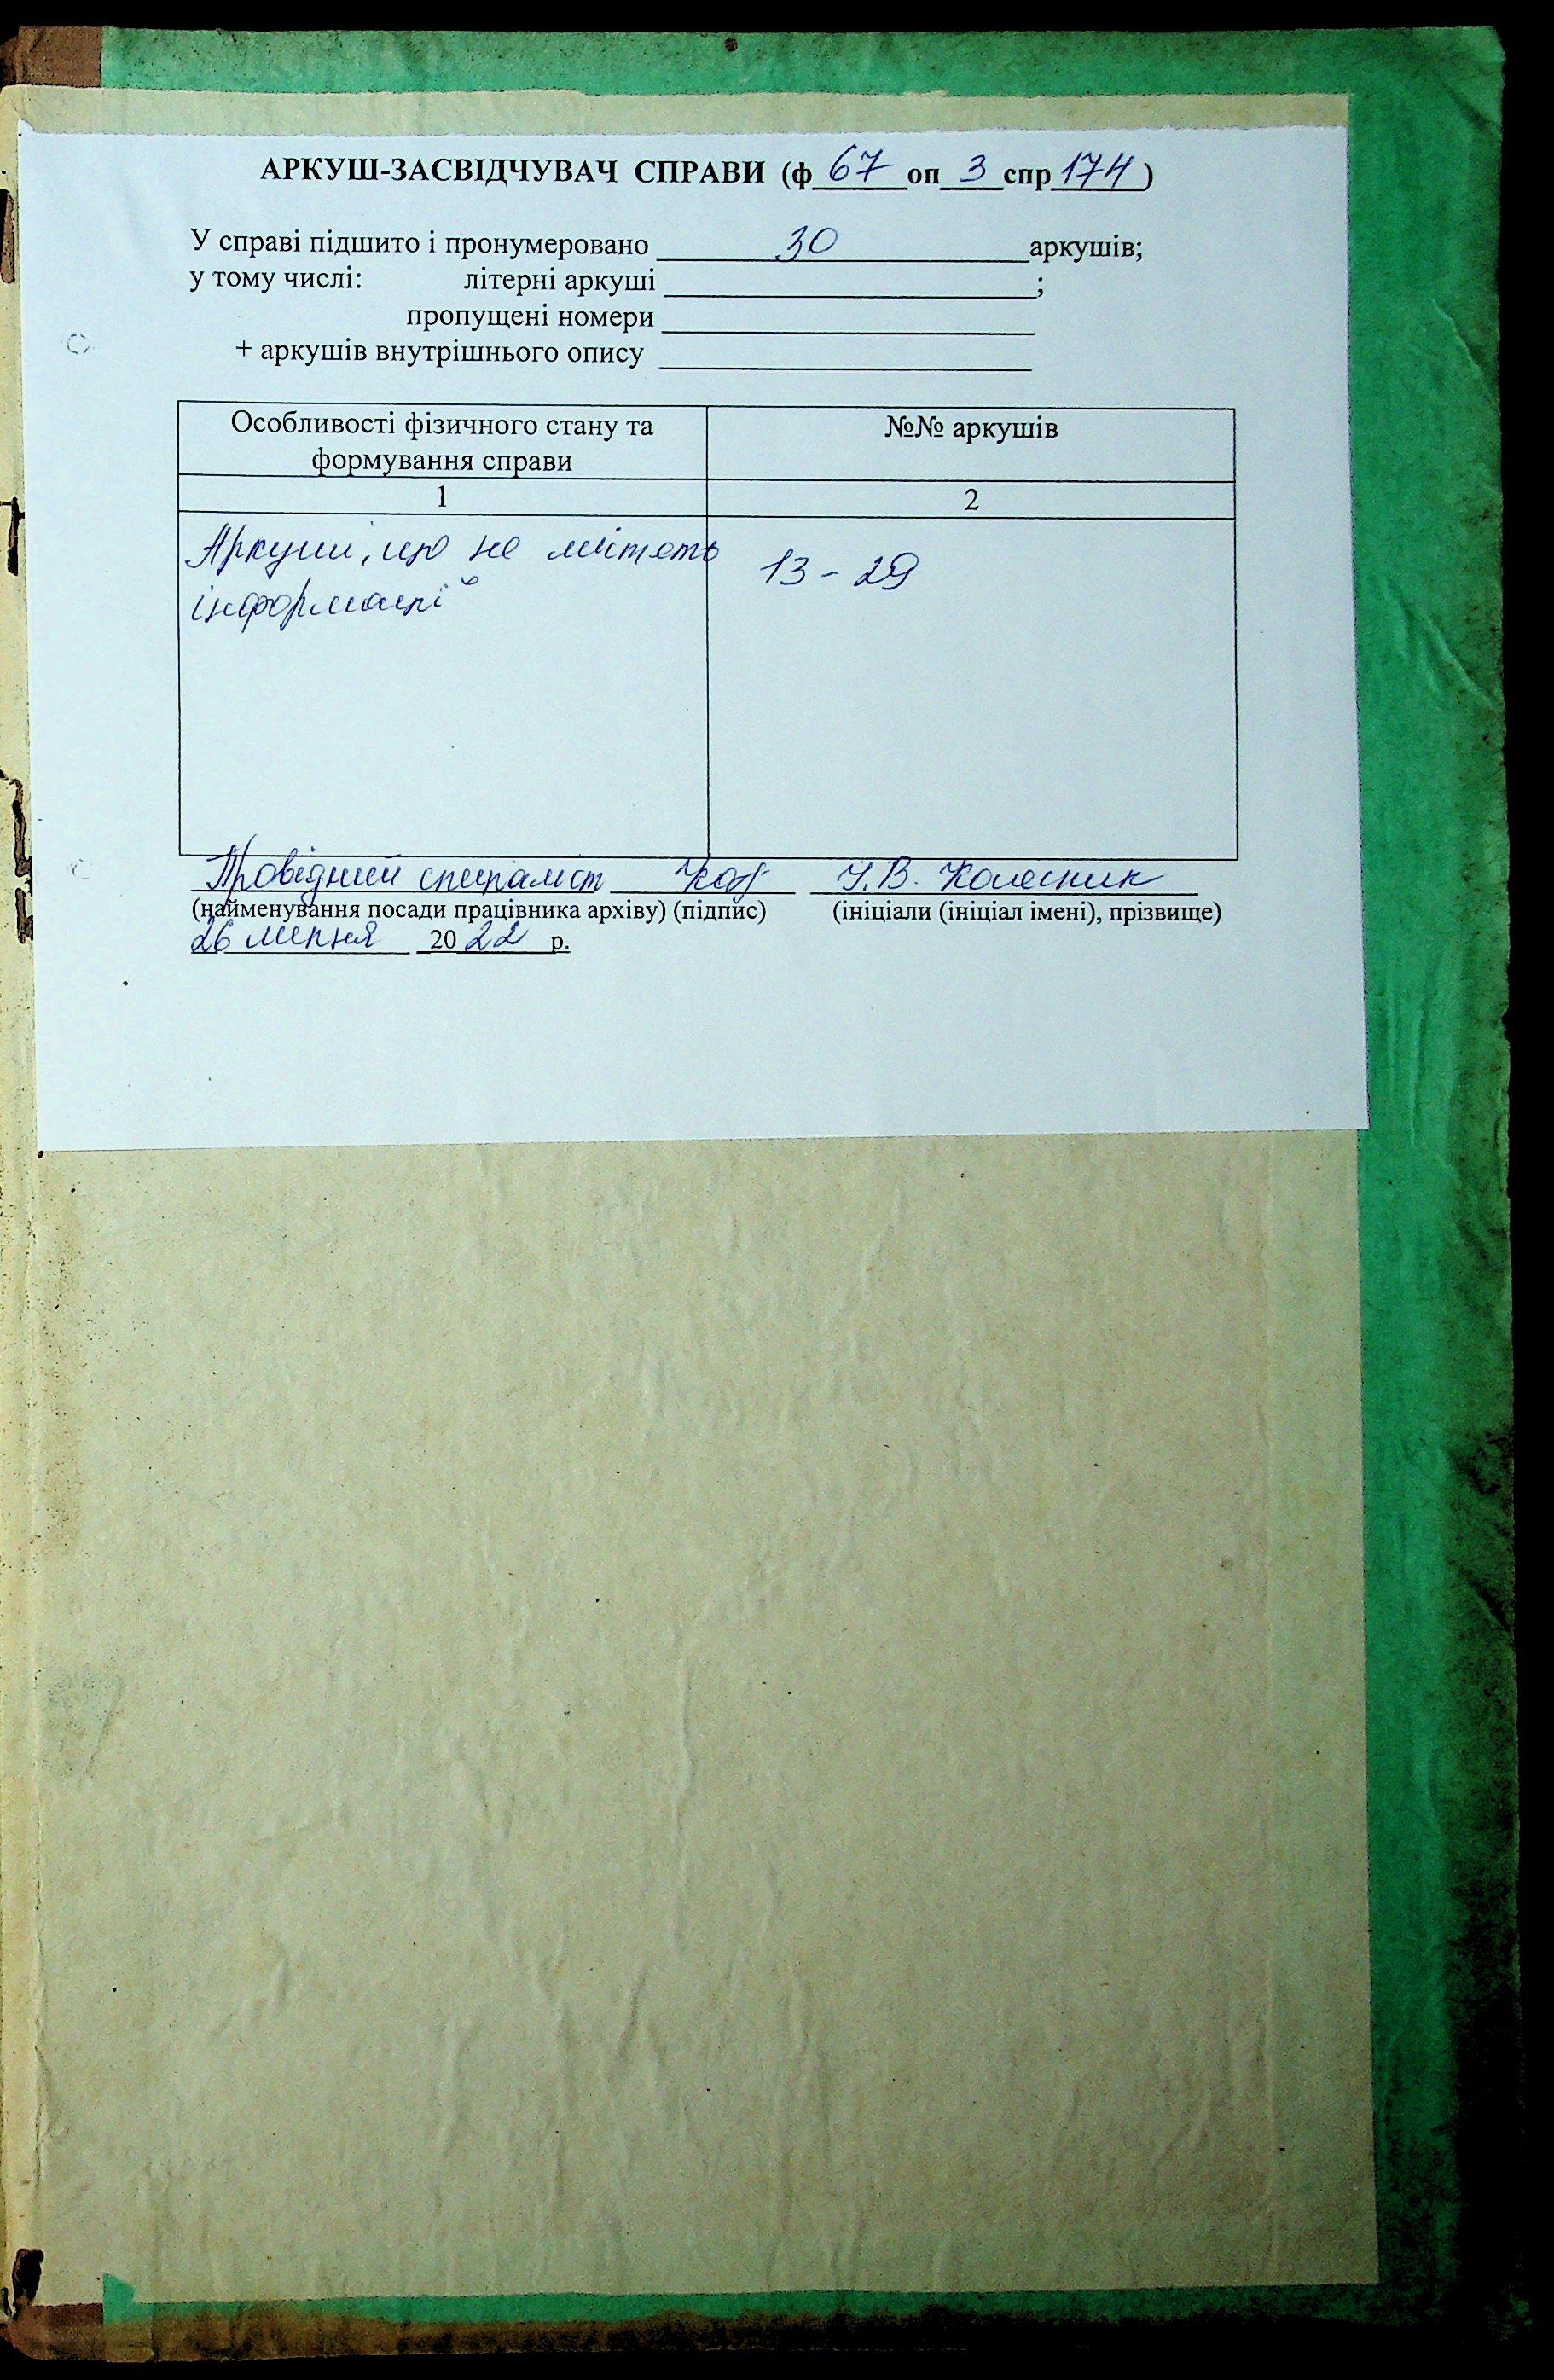 АРКУШ-ЗАСВІДЧУВАЧ СПРАВИ (ф 67 оп 3 спр 174)
У справі підшито і пронумеровано 30 аркушів;
у тому числі: літерні аркуші ;
пропущені номери
+ аркушів внутрішнього опису
Особливості фізичного стану та формування справи №№ аркушів
1 2
Аркуші, що не містять 13 - 29
інформації
Провідний спеціаліст І.В. Колесник
(найменування посади працівника архіву) (підпис) (ініціали (ініціал імені), прізвище)
26 липня 2022 р.